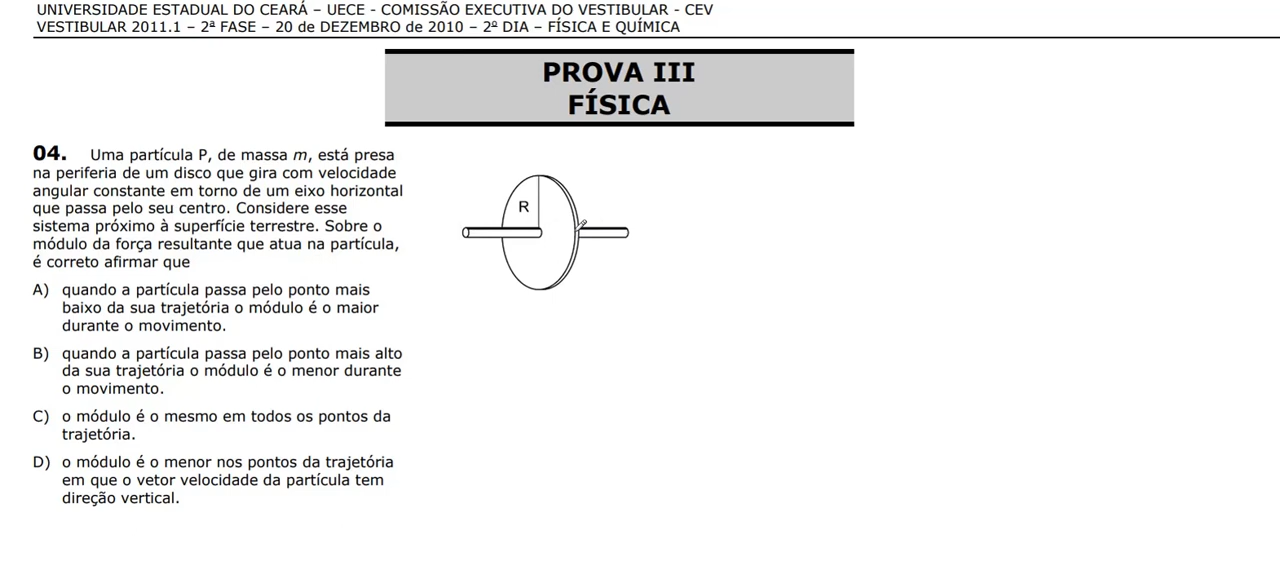 UNIVERSIDADE ESTADUAL DO CEARÁ – UECE - COMISSÃO EXECUTIVA DO VESTIBULAR - CEV
VESTIBULAR 2011.1 – 2ª FASE – 20 de DEZEMBRO de 2010 – 2º DIA – FÍSICA E QUÍMICA
PROVA III
FÍSICA
04. Uma partícula P, de massa m, está presa
na periferia de um disco que gira com velocidade
angular constante em torno de um eixo horizontal
que passa pelo seu centro. Considere esse
sistema próximo à superfície terrestre. Sobre o
módulo da força resultante que atua na partícula,
é correto afirmar que
A) quando a partícula passa pelo ponto mais
baixo da sua trajetória o módulo é o maior
durante o movimento.
B) quando a partícula passa pelo ponto mais alto
da sua trajetória o módulo é o menor durante
o movimento.
C) o módulo é o mesmo em todos os pontos da
trajetória.
D) o módulo é o menor nos pontos da trajetória
em que o vetor velocidade da partícula tem
direção vertical.
R